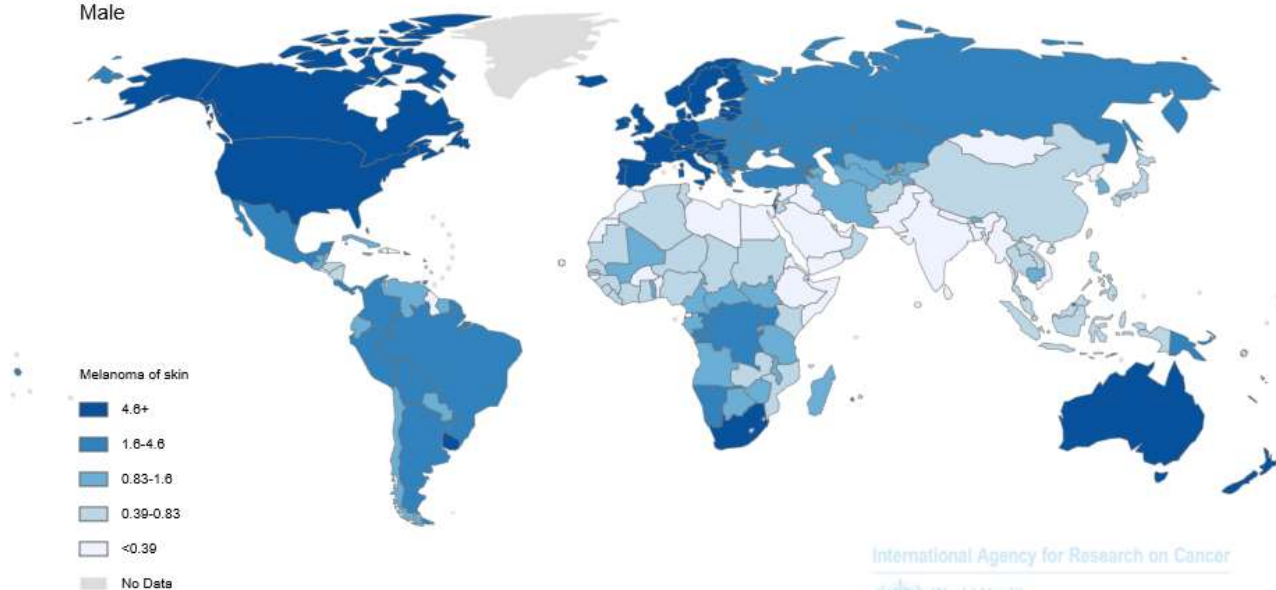 Male
Melanoma of skin
4.6+
1.6-4.6
0.83-1.6
0.39-0.83
<0.39
No Data
International Agency for Research on Cancer